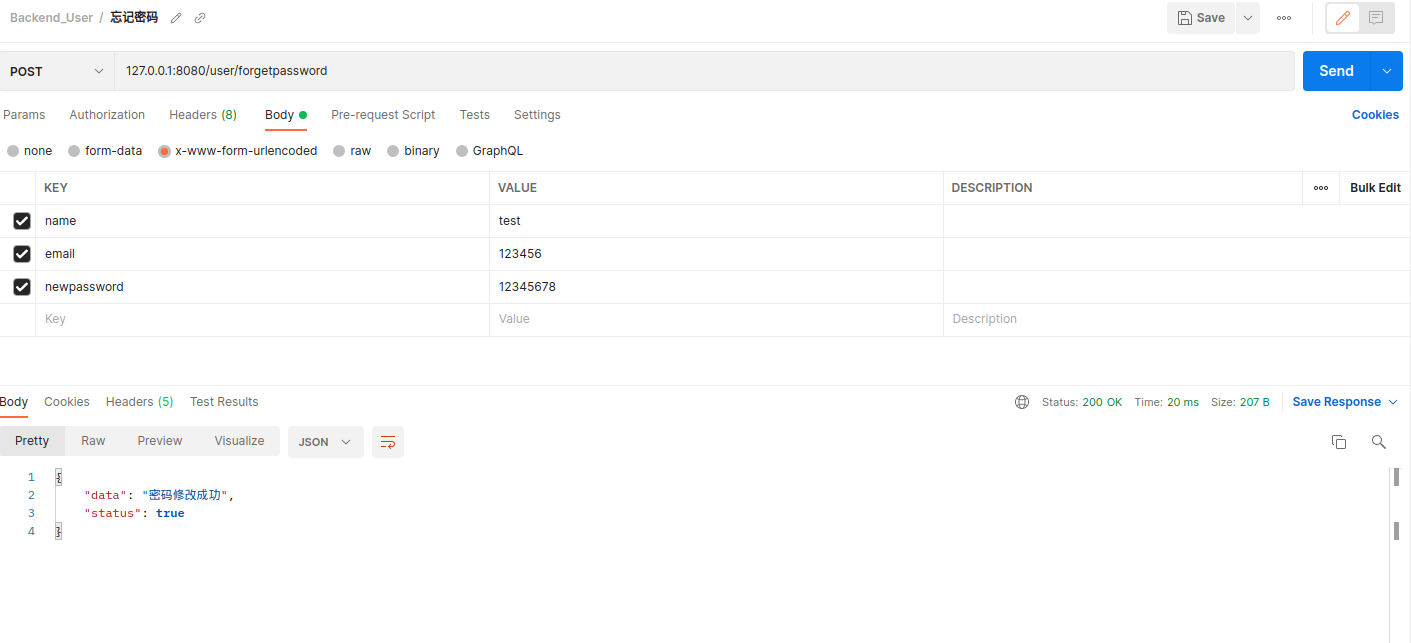 Backend_User / 忘记密码
Save
POST 127.0.0.1:8080/user/forgetpassword Send
Params Authorization Headers (8) Body Pre-request Script Tests Settings Cookies
none form-data x-www-form-urlencoded raw binary GraphQL
KEY VALUE DESCRIPTION Bulk Edit
name test
email 123456
newpassword 12345678
Key Value Description
Body Cookies Headers (5) Test Results Status: 200 OK Time: 20 ms Size: 207 B Save Response
Pretty Raw Preview Visualize JSON
1 {
2 "data": "密码修改成功",
3 "status": true
4 }